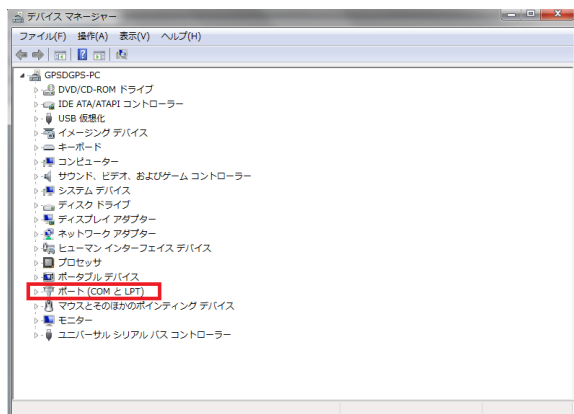 デバイス マネージャー
ファイル(F) 操作(A) 表示(V) ヘルプ(H)
GPSDGPS-PC
DVD/CD-ROM ドライブ
IDE ATA/ATAPI コントローラー
USB 仮想化
イメージング デバイス
キーボード
コンピューター
サウンド、ビデオ、およびゲーム コントローラー
システム デバイス
ディスク ドライブ
ディスプレイ アダプター
ネットワーク アダプター
ヒューマン インターフェイス デバイス
プロセッサ
ポータブル デバイス
ポート (COM と LPT)
マウスとそのほかのポインティング デバイス
モニター
ユニバーサル シリアル バス コントローラー